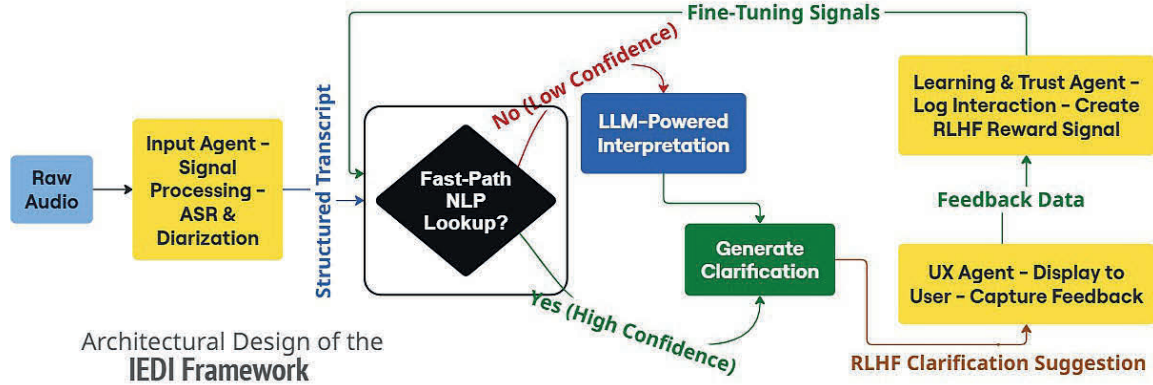 Fine-Tuning Signals
Raw
Audio
Input Agent –
Signal
Processing –
ASR &
Diarization
Structured Transcript
Fast-Path
NLP
Lookup?
No (Low Confidence)
LLM-Powered
Interpretation
Yes (High Confidence)
Generate
Clarification
RLHF Clarification Suggestion
UX Agent – Display to
User – Capture Feedback
Feedback Data
Learning & Trust Agent –
Log Interaction – Create
RLHF Reward Signal
Architectural Design of the
IEDI Framework